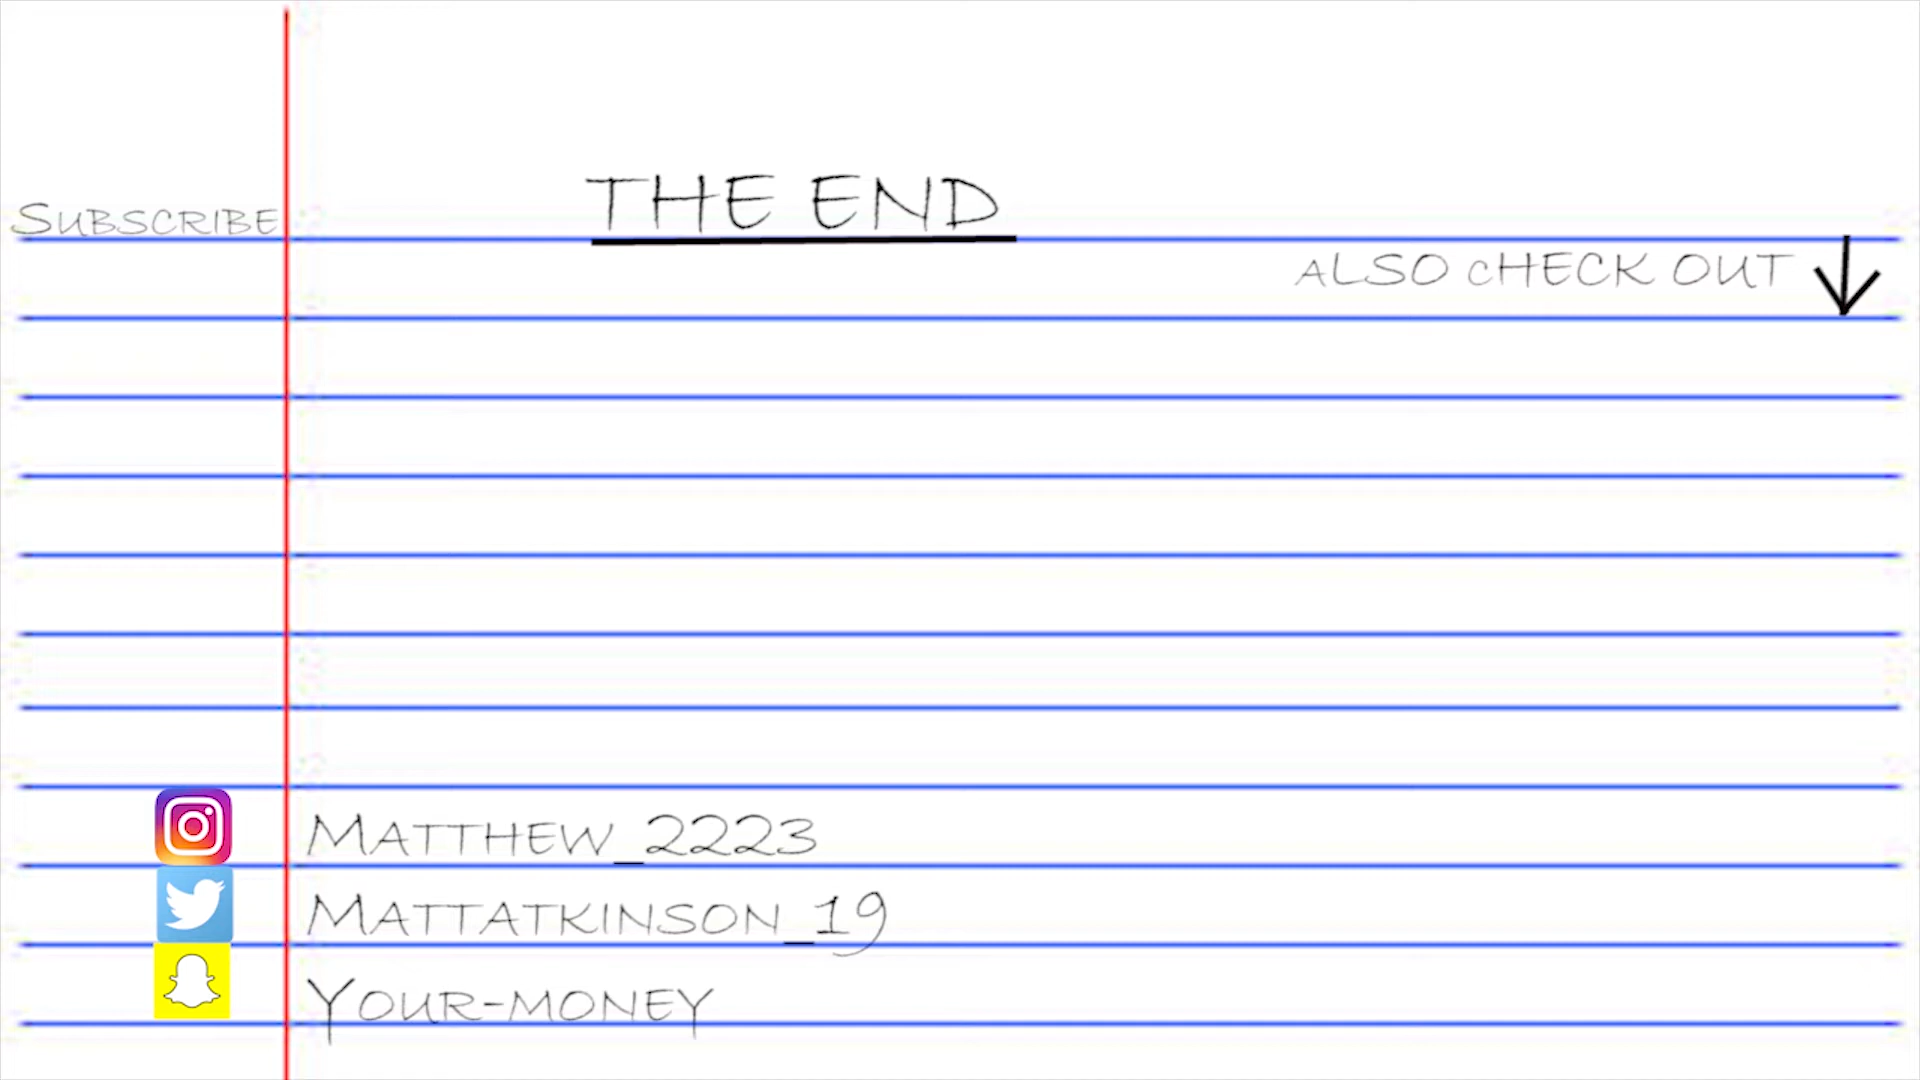 THE END
SUBSCRIBE
ALSO CHECK OUT
MATTHEW_2223
MATTATKINSON_19
YOUR-MONEY